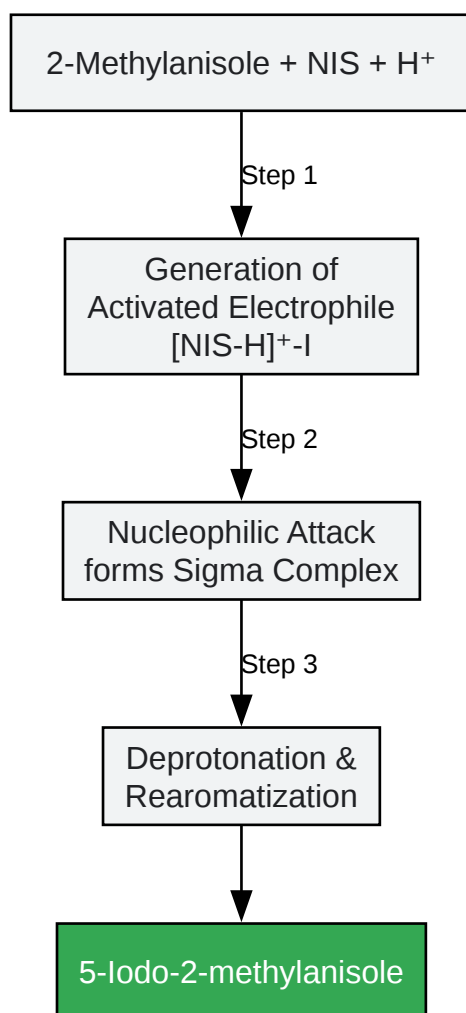 2-Methylanisole + NIS + H⁺
Step 1
Generation of
Activated Electrophile
[NIS-H]⁺-I
Step 2
Nucleophilic Attack
forms Sigma Complex
Step 3
Deprotonation &
Rearomatization
5-Iodo-2-methylanisole